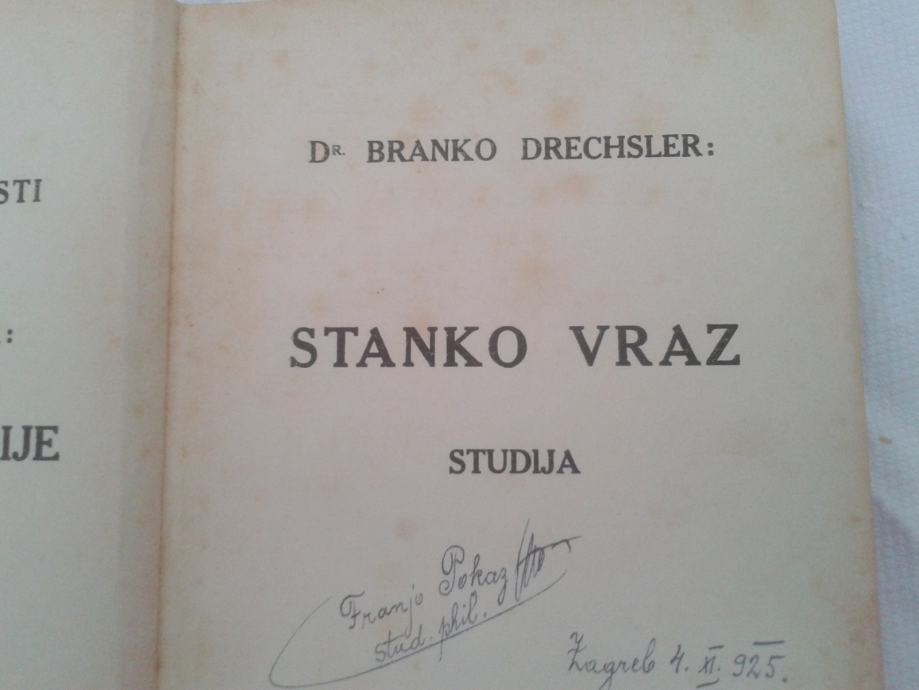 STI
:
IJE
Dr. BRANKO DRECHSLER:
STANKO VRAZ
STUDIJA
Franjo Pokaz
stud. phil.
Zagreb 4. XI. 925.